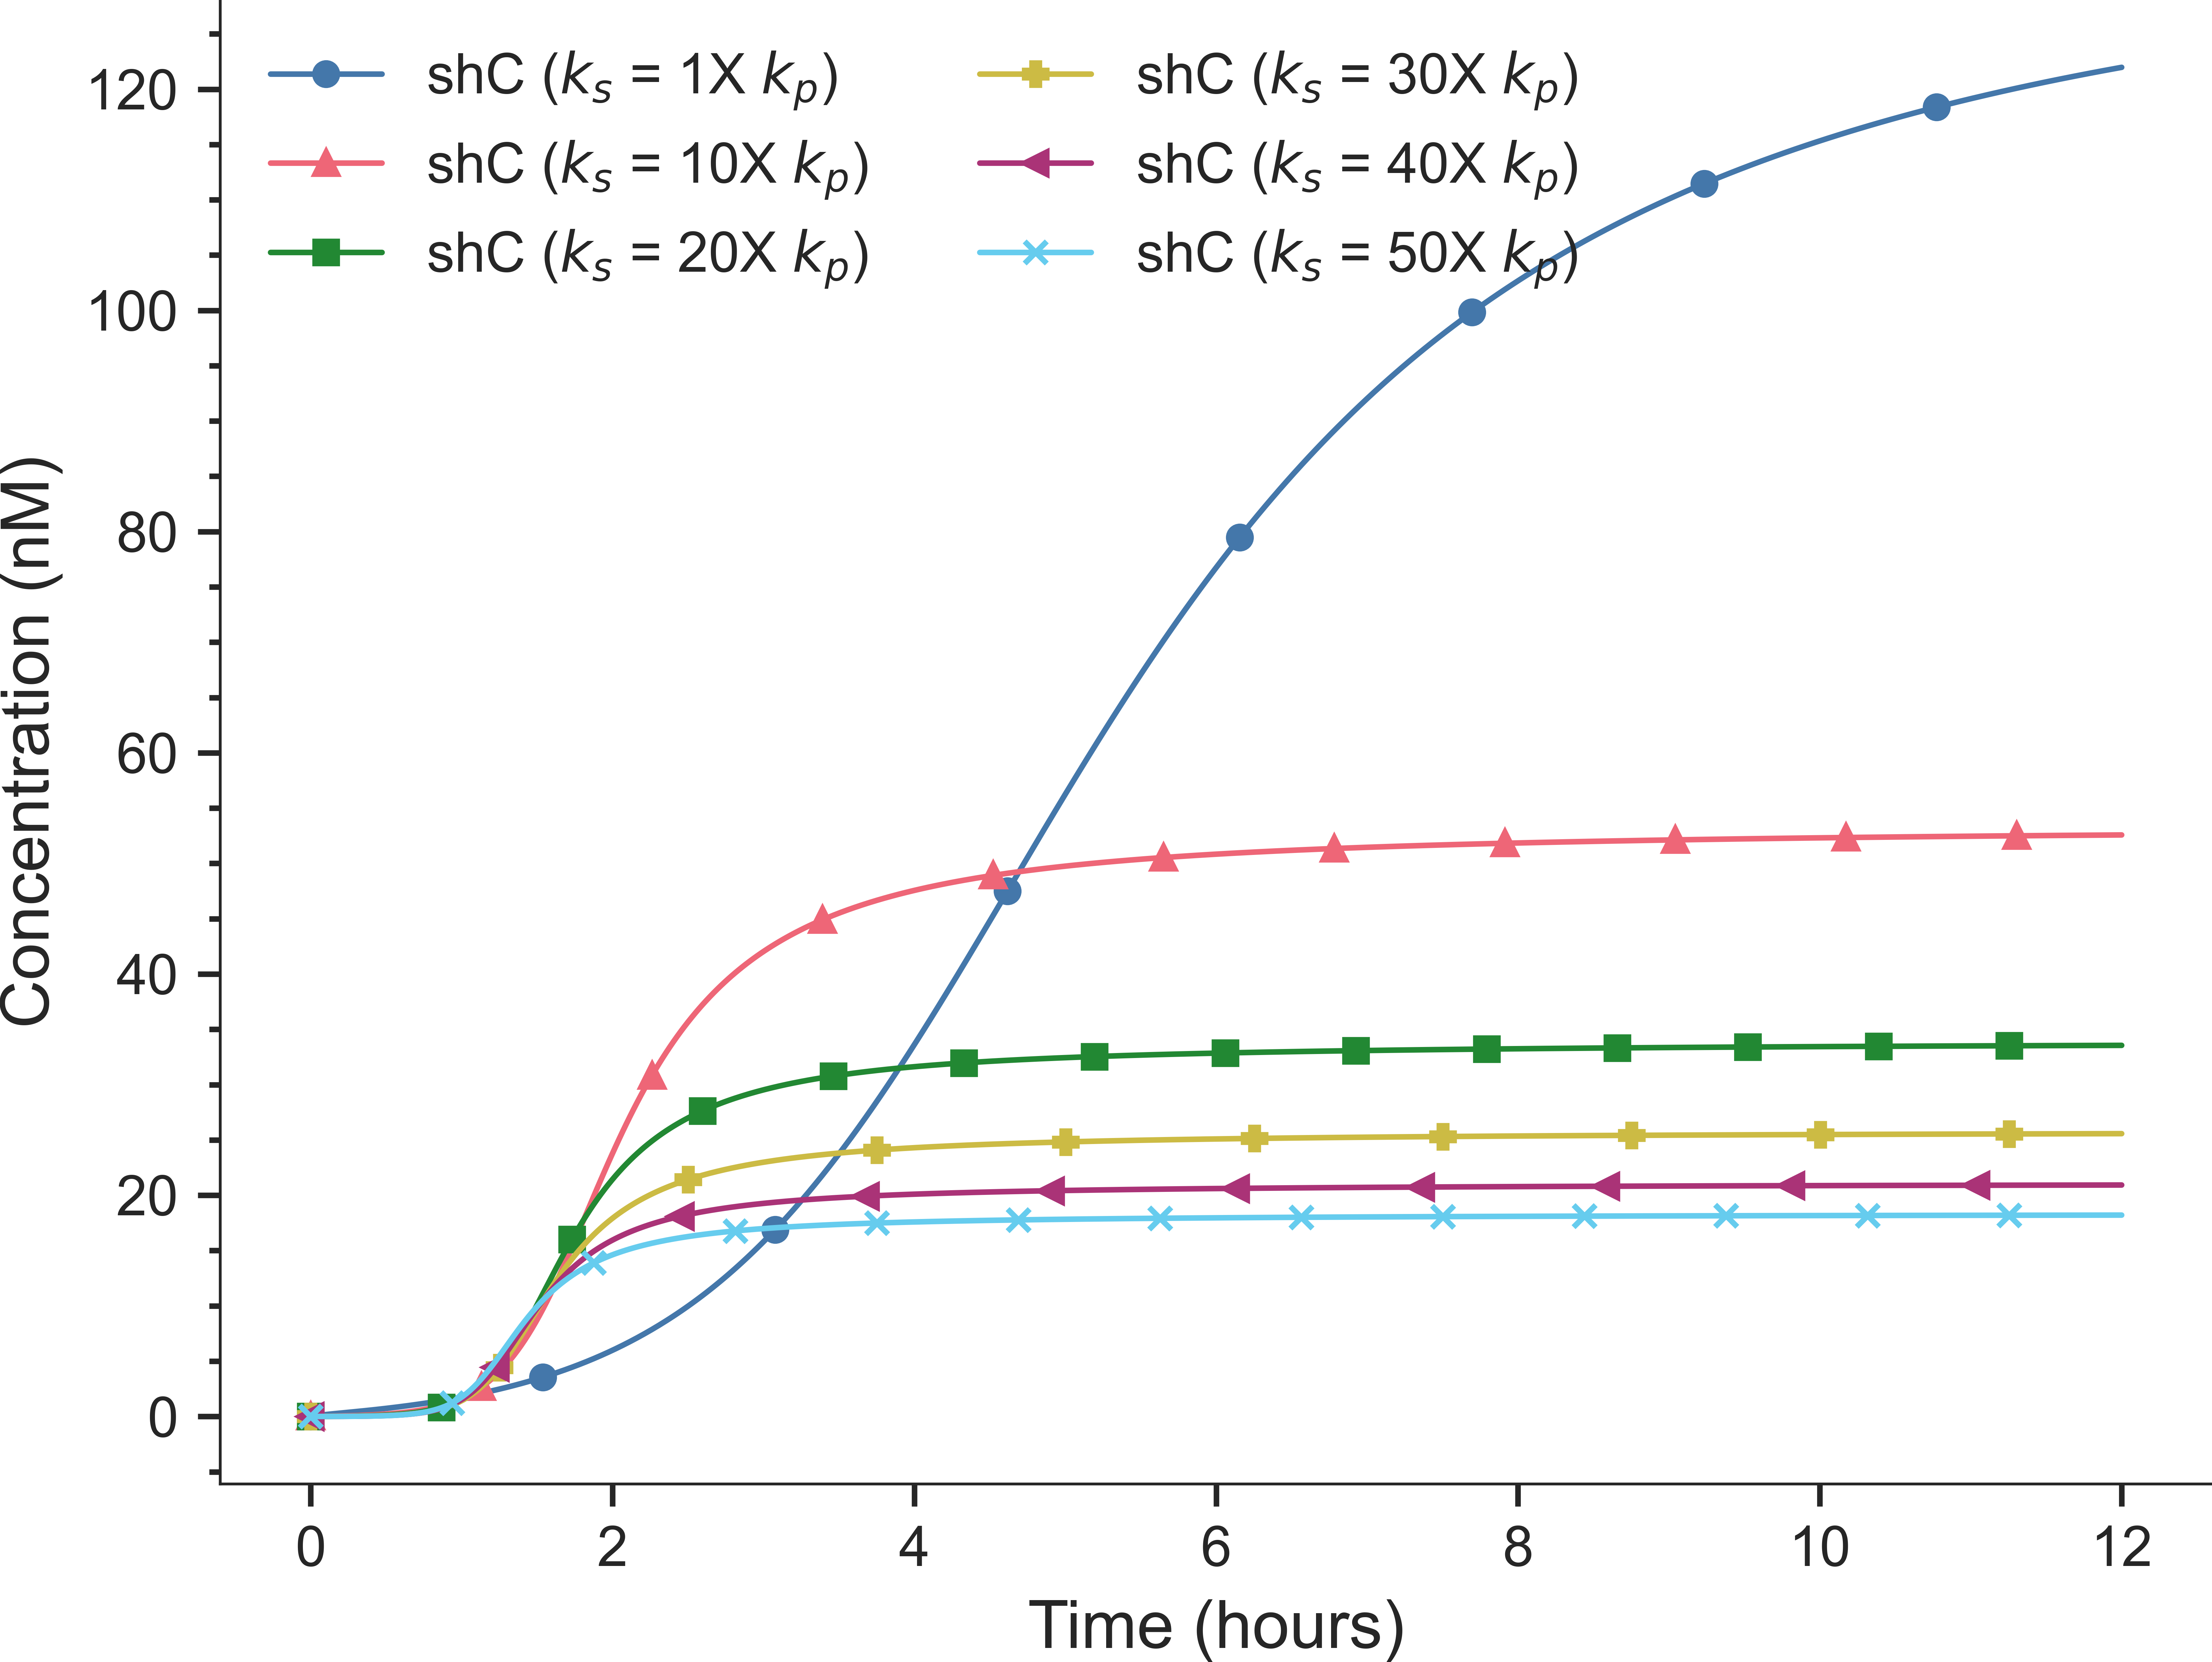 shC (ks = 1X kp)
shC (ks = 10X kp)
shC (ks = 20X kp)
shC (ks = 30X kp)
shC (ks = 40X kp)
shC (ks = 50X kp)
Concentration (nM)
120
100
80
60
40
20
0
0 2 4 6 8 10 12
Time (hours)